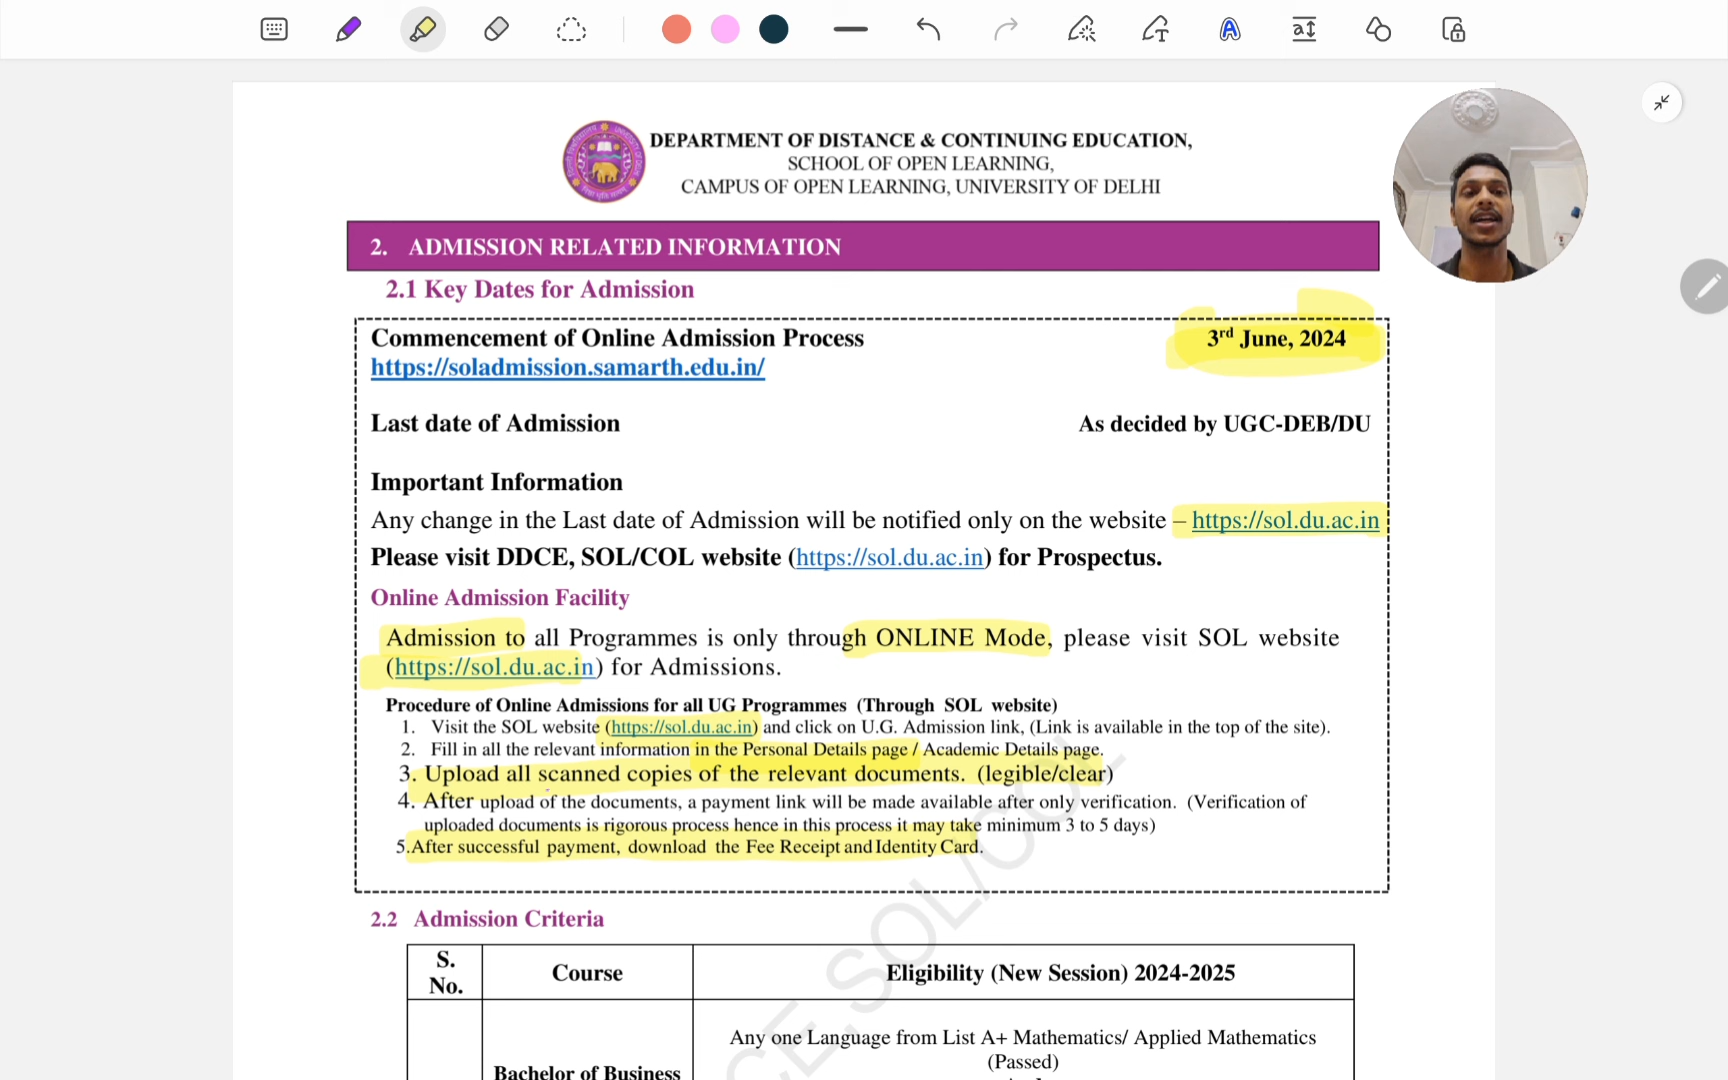 DEPARTMENT OF DISTANCE & CONTINUING EDUCATION,
SCHOOL OF OPEN LEARNING,
CAMPUS OF OPEN LEARNING, UNIVERSITY OF DELHI
2. ADMISSION RELATED INFORMATION
2.1 Key Dates for Admission
Commencement of Online Admission Process 3rd June, 2024
https://soladmission.samarth.edu.in/
Last date of Admission As decided by UGC-DEB/DU
Important Information
Any change in the Last date of Admission will be notified only on the website – https://sol.du.ac.in
Please visit DDCE, SOL/COL website (https://sol.du.ac.in) for Prospectus.
Online Admission Facility
Admission to all Programmes is only through ONLINE Mode, please visit SOL website
(https://sol.du.ac.in) for Admissions.
Procedure of Online Admissions for all UG Programmes (Through SOL website)
1. Visit the SOL website (https://sol.du.ac.in) and click on U.G. Admission link, (Link is available in the top of the site).
2. Fill in all the relevant information in the Personal Details page / Academic Details page.
3. Upload all scanned copies of the relevant documents. (legible/clear)
4. After upload of the documents, a payment link will be made available after only verification. (Verification of
uploaded documents is rigorous process hence in this process it may take minimum 3 to 5 days)
5.After successful payment, download the Fee Receipt and Identity Card.
2.2 Admission Criteria
S. No. Course Eligibility (New Session) 2024-2025
Any one Language from List A+ Mathematics/ Applied Mathematics
(Passed)
Bachelor of Business
CE,SOL/COL